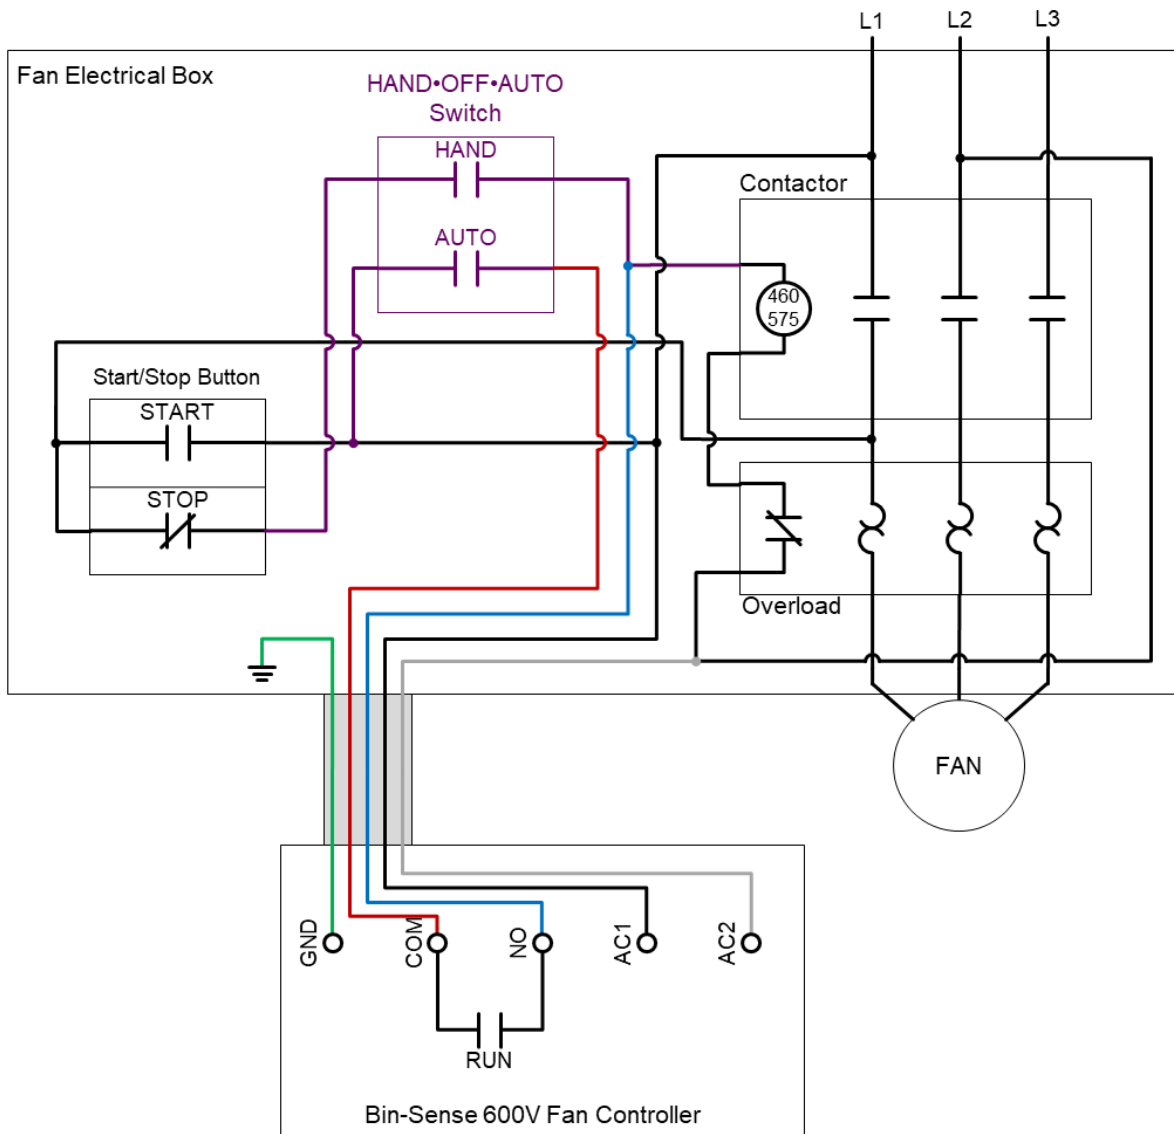 L1
L2
L3
Fan Electrical Box
HAND•OFF•AUTO
Switch
HAND
Contactor
AUTO
460
575
Start/Stop Button
START
STOP
Overload
FAN
GND
COM
NO
AC1
AC2
RUN
Bin-Sense 600V Fan Controller